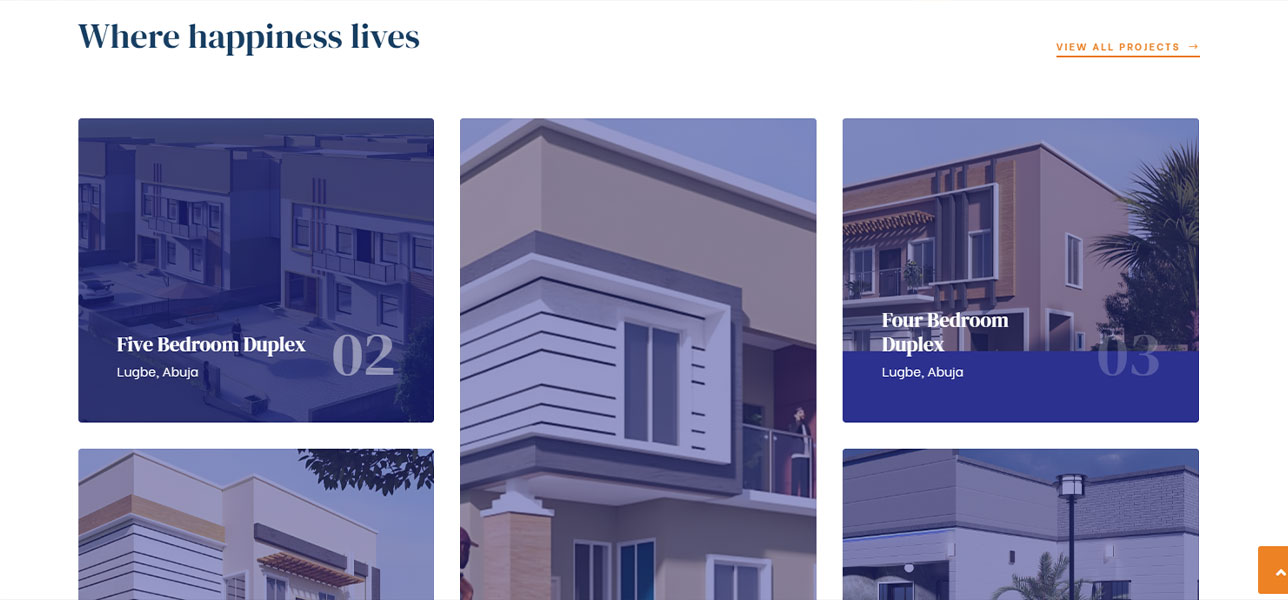 Where happiness lives
VIEW ALL PROJECTS →
Five Bedroom Duplex
02
Lugbe, Abuja
Four Bedroom
Duplex
03
Lugbe, Abuja